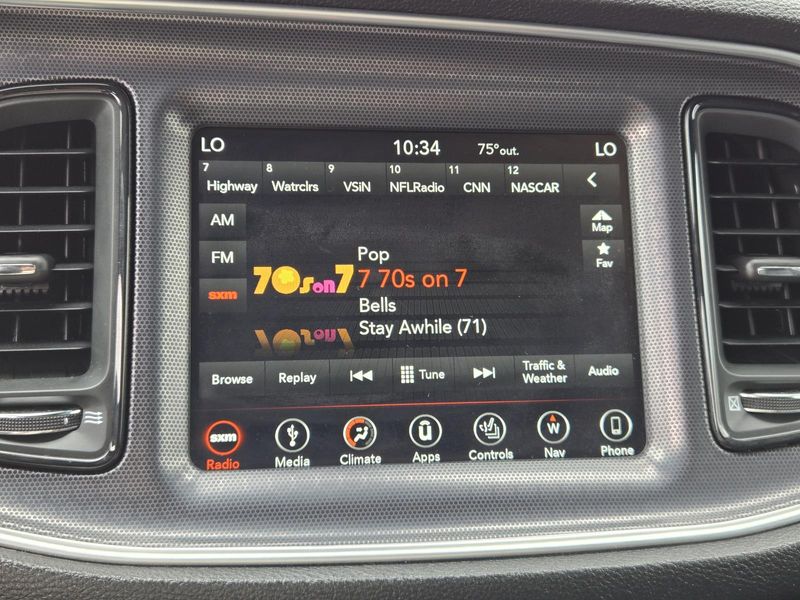 LO 10:34 75°out. LO
7 8 9 10 11 12
Highway Watrclrs VSiN NFLRadio CNN NASCAR
AM
Map
FM
Fav
sxm
70s on 7
Pop
7 70s on 7
Bells
Stay Awhile (71)
Browse Replay Tune Traffic & Weather Audio
sxm
W
Radio Media Climate Apps Controls Nav Phone